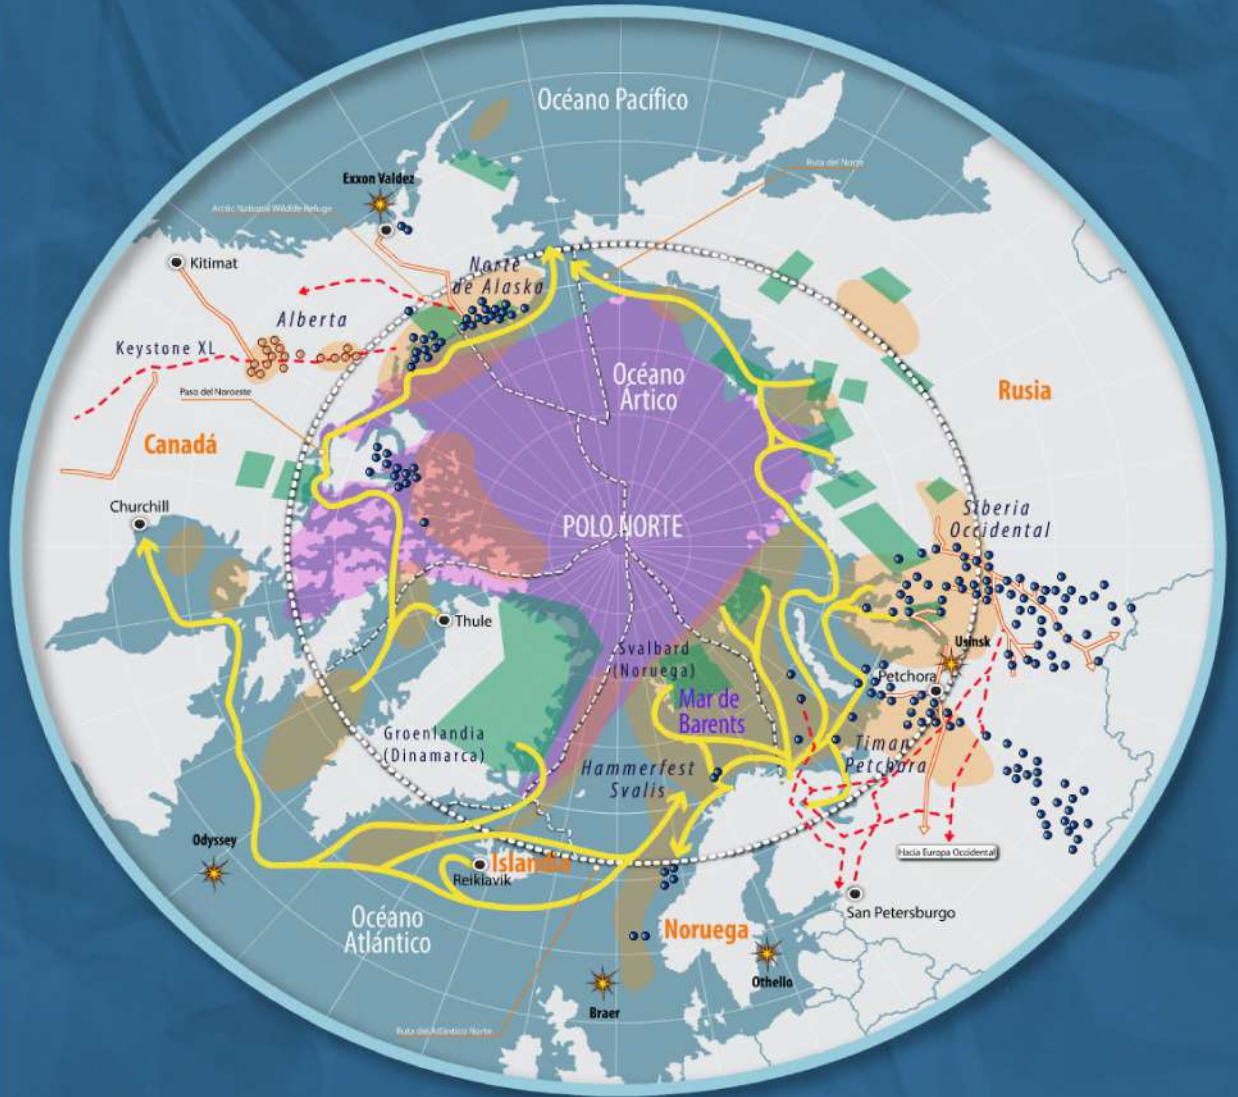 Océano Pacífico
Ruta del Norte
Exxon Valdez
Arctic National Wildlife Refuge
Kitimat
Norte
de Alaska
Alberta
Keystone XL
Paso del Noroeste
Océano
Ártico
Rusia
Canadá
Churchill
POLO NORTE
Siberia
Occidental
Thule
Usinsk
Svalbard
(Noruega)
Petchora
Mar de
Barents
Groenlandia
(Dinamarca)
Timan
Petchora
Hammerfest
Svalis
Odyssey
Hacia Europa Occidental
Islandia
Reikiavik
San Petersburgo
Océano
Atlántico
Noruega
Othello
Braer
Ruta del Atlántico Norte